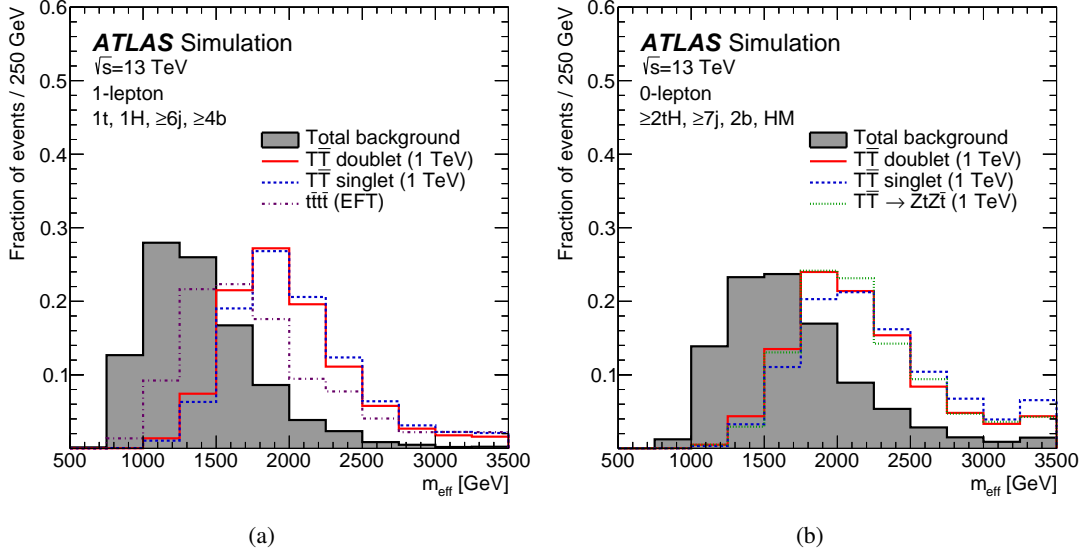 Fraction of events / 250 GeV
0.6
0.5
0.4
0.3
0.2
0.1
ATLAS Simulation
√s=13 TeV
1-lepton
1t, 1H, ≥6j, ≥4b
Total background
TT̅ doublet (1 TeV)
TT̅ singlet (1 TeV)
tt̅tt̅ (EFT)
500 1000 1500 2000 2500 3000 3500
m_eff [GeV]
(a)
Fraction of events / 250 GeV
0.6
0.5
0.4
0.3
0.2
0.1
ATLAS Simulation
√s=13 TeV
0-lepton
≥2tH, ≥7j, 2b, HM
Total background
TT̅ doublet (1 TeV)
TT̅ singlet (1 TeV)
TT̅ → ZtZt̅ (1 TeV)
500 1000 1500 2000 2500 3000 3500
m_eff [GeV]
(b)